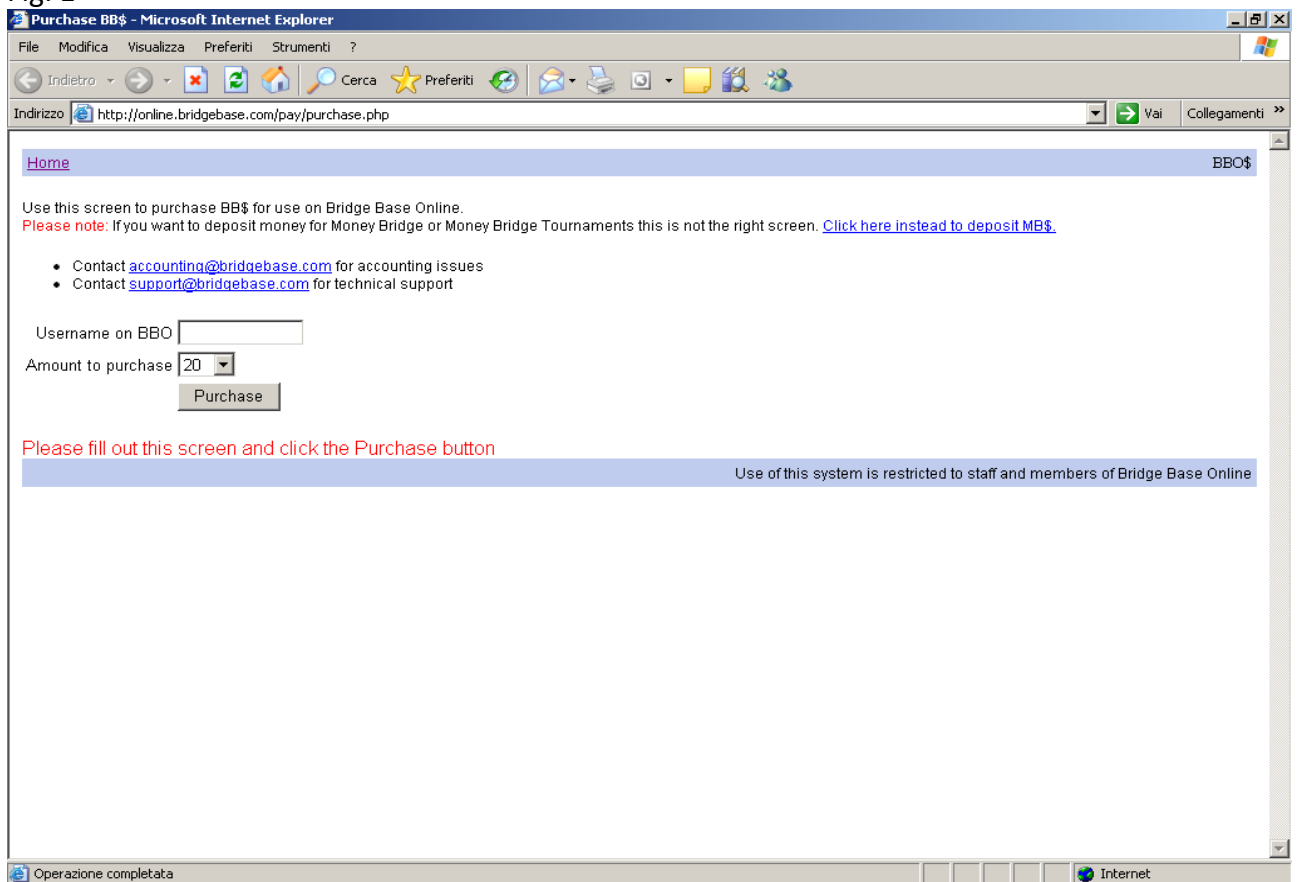 Purchase BB$ - Microsoft Internet Explorer
File Modifica Visualizza Preferiti Strumenti ?
Indietro Cerca Preferiti
Indirizzo http://online.bridgebase.com/pay/purchase.php Vai Collegamenti »
Home BBO$
Use this screen to purchase BB$ for use on Bridge Base Online.
Please note: If you want to deposit money for Money Bridge or Money Bridge Tournaments this is not the right screen. Click here instead to deposit MB$.
• Contact accounting@bridgebase.com for accounting issues
• Contact support@bridgebase.com for technical support
Username on BBO
Amount to purchase 20
Purchase
Please fill out this screen and click the Purchase button
Use of this system is restricted to staff and members of Bridge Base Online
Operazione completata Internet